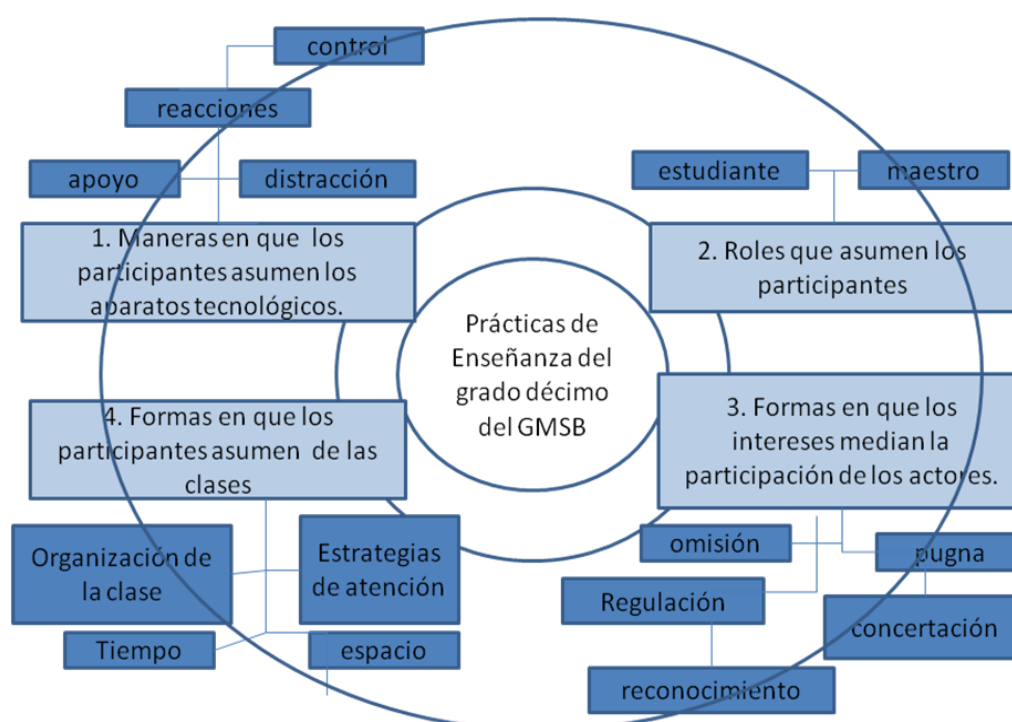 control
reacciones
apoyo
distracción
1. Maneras en que los
participantes asumen los
aparatos tecnológicos.
estudiante
maestro
2. Roles que asumen los
participantes
Prácticas de
Enseñanza del
grado décimo
del GMSB
4. Formas en que los
participantes asumen de las
clases
3. Formas en que los
intereses median la
participación de los actores.
Organización de
la clase
Estrategias
de atención
Tiempo
espacio
omisión
pugna
Regulación
concertación
reconocimiento